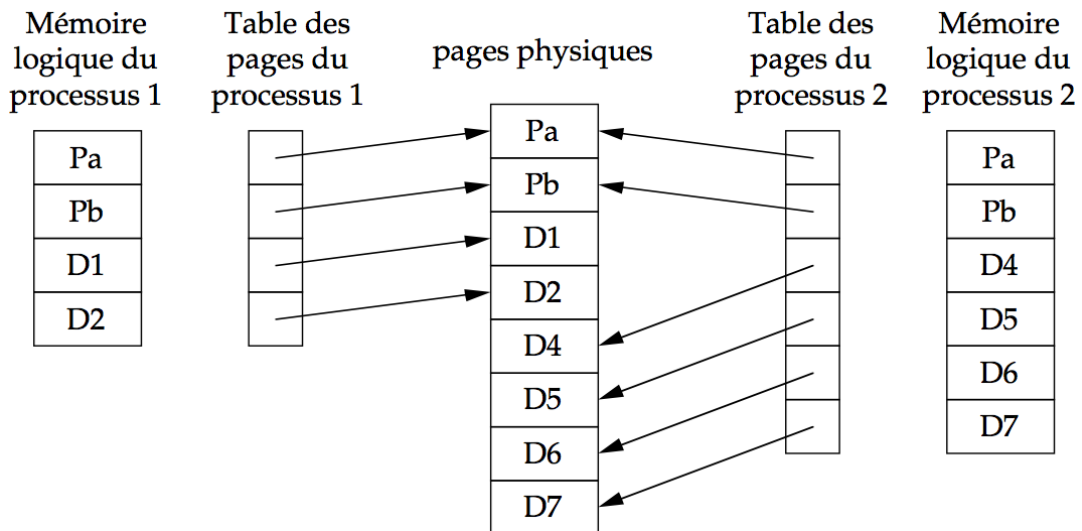 Mémoire
logique du
processus 1
Table des
pages du
processus 1
pages physiques
Table des
pages du
processus 2
Mémoire
logique du
processus 2
Pa
Pb
D1
D2
Pa
Pb
D1
D2
D4
D5
D6
D7
Pa
Pb
D4
D5
D6
D7